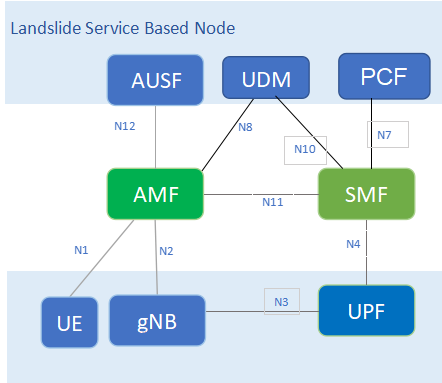 Landslide Service Based Node
AUSF
UDM
PCF
N12
N8
N10
N7
AMF
N11
SMF
N1
N2
N4
UE
gNB
N3
UPF